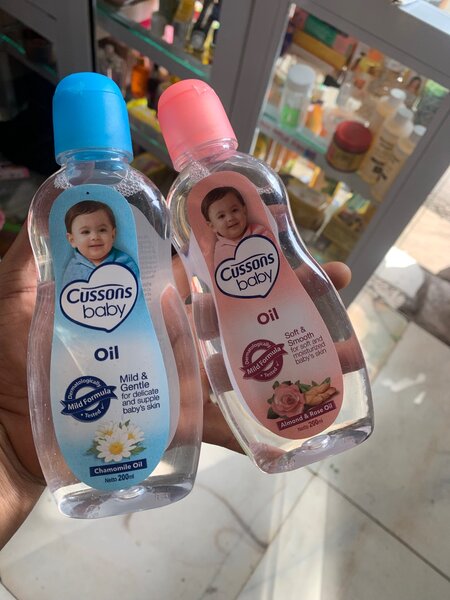 Cussons
baby
Oil
Dermatologically
Mild Formula
Tested
Mild &
Gentle
for delicate
and supple
baby's skin
Chamomile Oil
Netto 200ml
Cussons
baby
Oil
Dermatologically
Mild Formula
Tested
Soft &
Smooth
for soft and
moisturized
baby's skin
Almond & Rose Oil
Netto 200ml